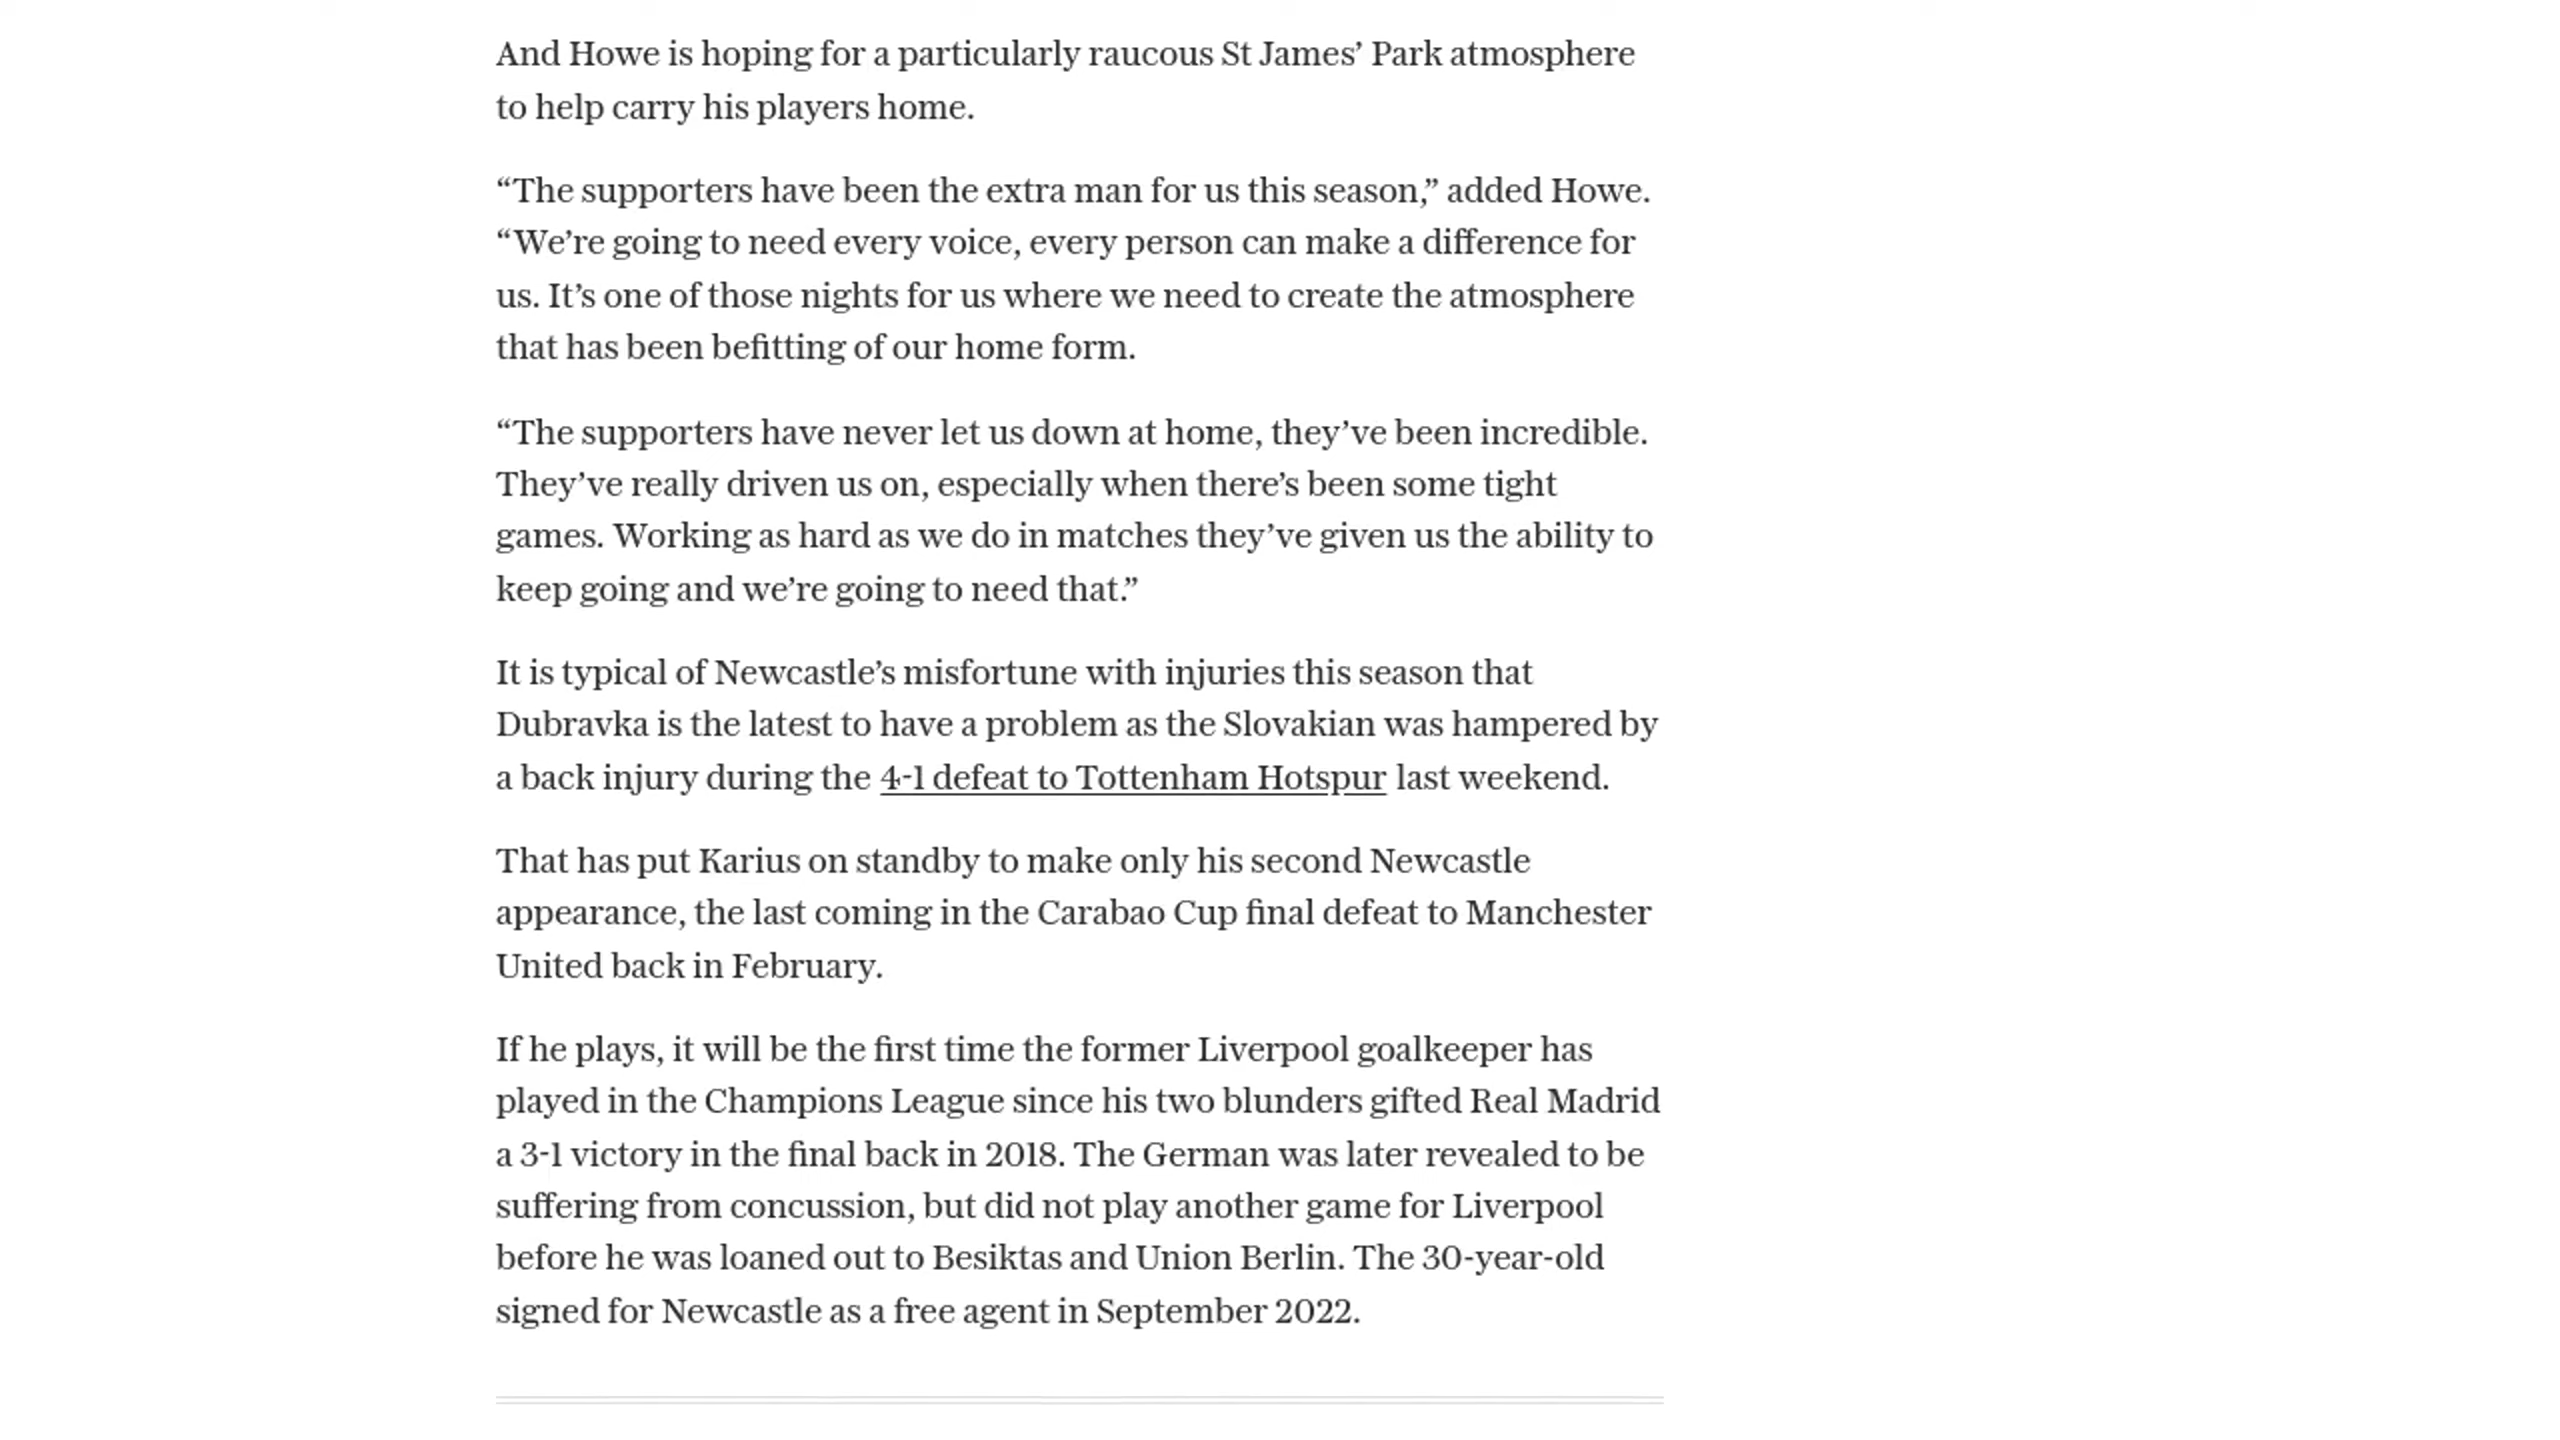 And Howe is hoping for a particularly raucous St James’ Park atmosphere
to help carry his players home.
“The supporters have been the extra man for us this season,” added Howe.
“We’re going to need every voice, every person can make a difference for
us. It’s one of those nights for us where we need to create the atmosphere
that has been befitting of our home form.
“The supporters have never let us down at home, they’ve been incredible.
They’ve really driven us on, especially when there’s been some tight
games. Working as hard as we do in matches they’ve given us the ability to
keep going and we’re going to need that.”
It is typical of Newcastle’s misfortune with injuries this season that
Dubravka is the latest to have a problem as the Slovakian was hampered by
a back injury during the 4-1 defeat to Tottenham Hotspur last weekend.
That has put Karius on standby to make only his second Newcastle
appearance, the last coming in the Carabao Cup final defeat to Manchester
United back in February.
If he plays, it will be the first time the former Liverpool goalkeeper has
played in the Champions League since his two blunders gifted Real Madrid
a 3-1 victory in the final back in 2018. The German was later revealed to be
suffering from concussion, but did not play another game for Liverpool
before he was loaned out to Besiktas and Union Berlin. The 30-year-old
signed for Newcastle as a free agent in September 2022.